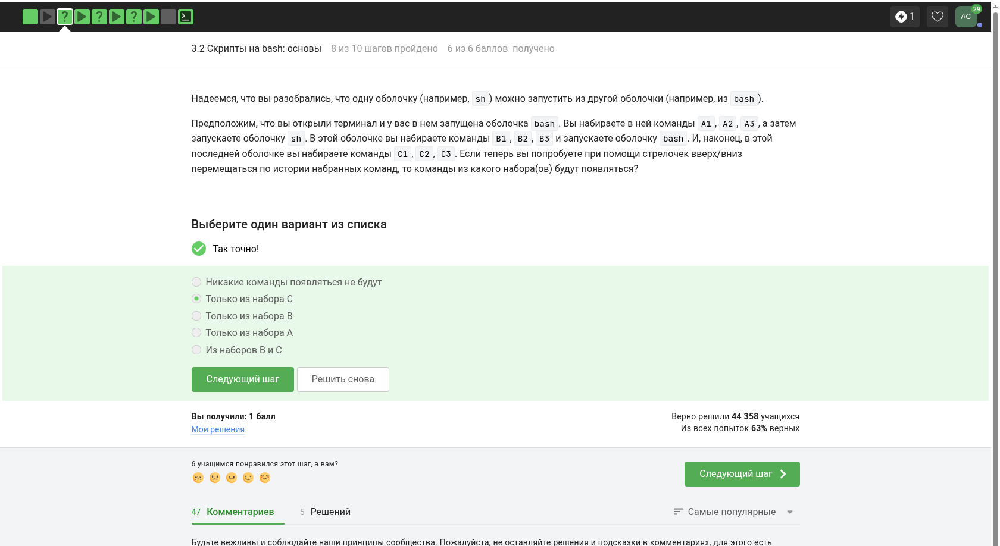 1
AC
29
3.2 Скрипты на bash: основы 8 из 10 шагов пройдено 6 из 6 баллов получено
Надеемся, что вы разобрались, что одну оболочку (например, sh) можно запустить из другой оболочки (например, из bash).
Предположим, что вы открыли терминал и у вас в нем запущена оболочка bash. Вы набираете в ней команды A1, A2, A3, а затем
запускаете оболочку sh. В этой оболочке вы набираете команды B1, B2, B3 и запускаете оболочку bash. И, наконец, в этой
последней оболочке вы набираете команды C1, C2, C3. Если теперь вы попробуете при помощи стрелочек вверх/вниз
перемещаться по истории набранных команд, то команды из какого набора(ов) будут появляться?
Выберите один вариант из списка
Так точно!
Никакие команды появляться не будут
Только из набора C
Только из набора B
Только из набора A
Из наборов B и C
Следующий шаг Решить снова
Вы получили: 1 балл
Мои решения
Верно решили 44 358 учащихся
Из всех попыток 63% верных
6 учащимся понравился этот шаг, а вам?
Следующий шаг
47 Комментариев 5 Решений Самые популярные
Будьте вежливы и соблюдайте наши принципы сообщества. Пожалуйста, не оставляйте решения и подсказки в комментариях, для этого есть